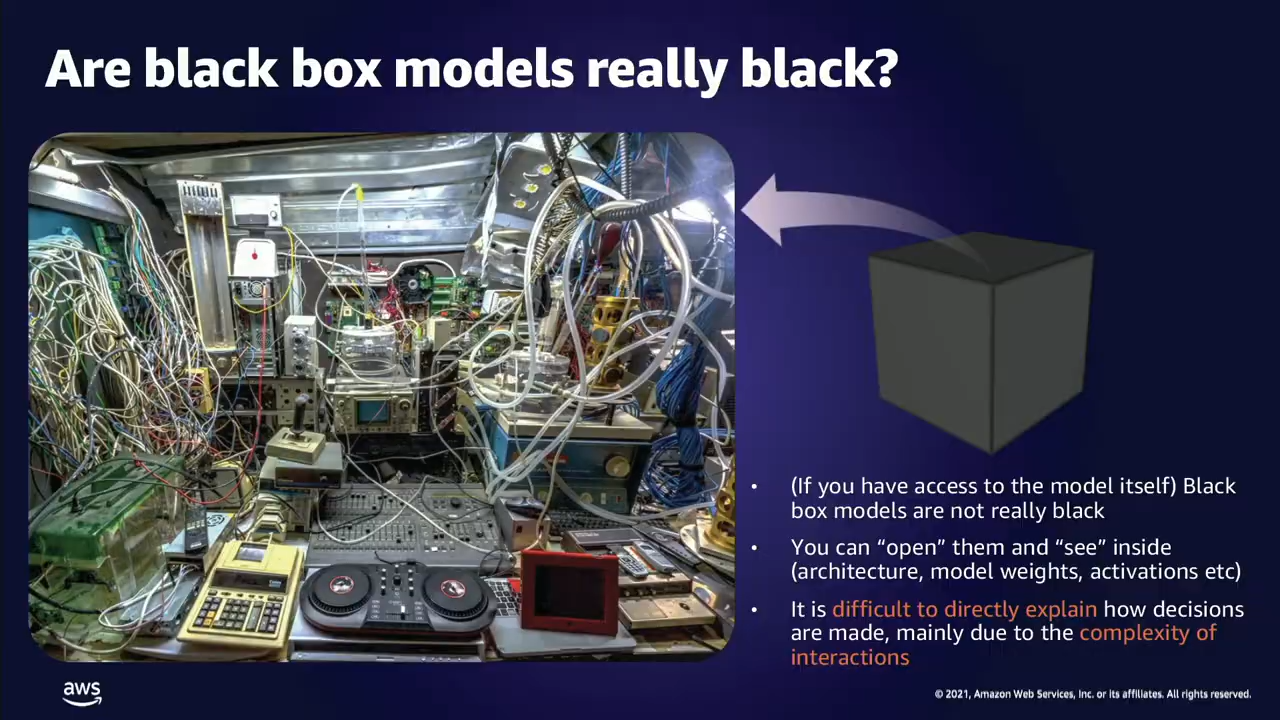 Are black box models really black?
• (If you have access to the model itself) Black
box models are not really black
• You can “open” them and “see” inside
(architecture, model weights, activations etc)
• It is difficult to directly explain how decisions
are made, mainly due to the complexity of
interactions
aws
© 2021, Amazon Web Services, Inc. or its affiliates. All rights reserved.